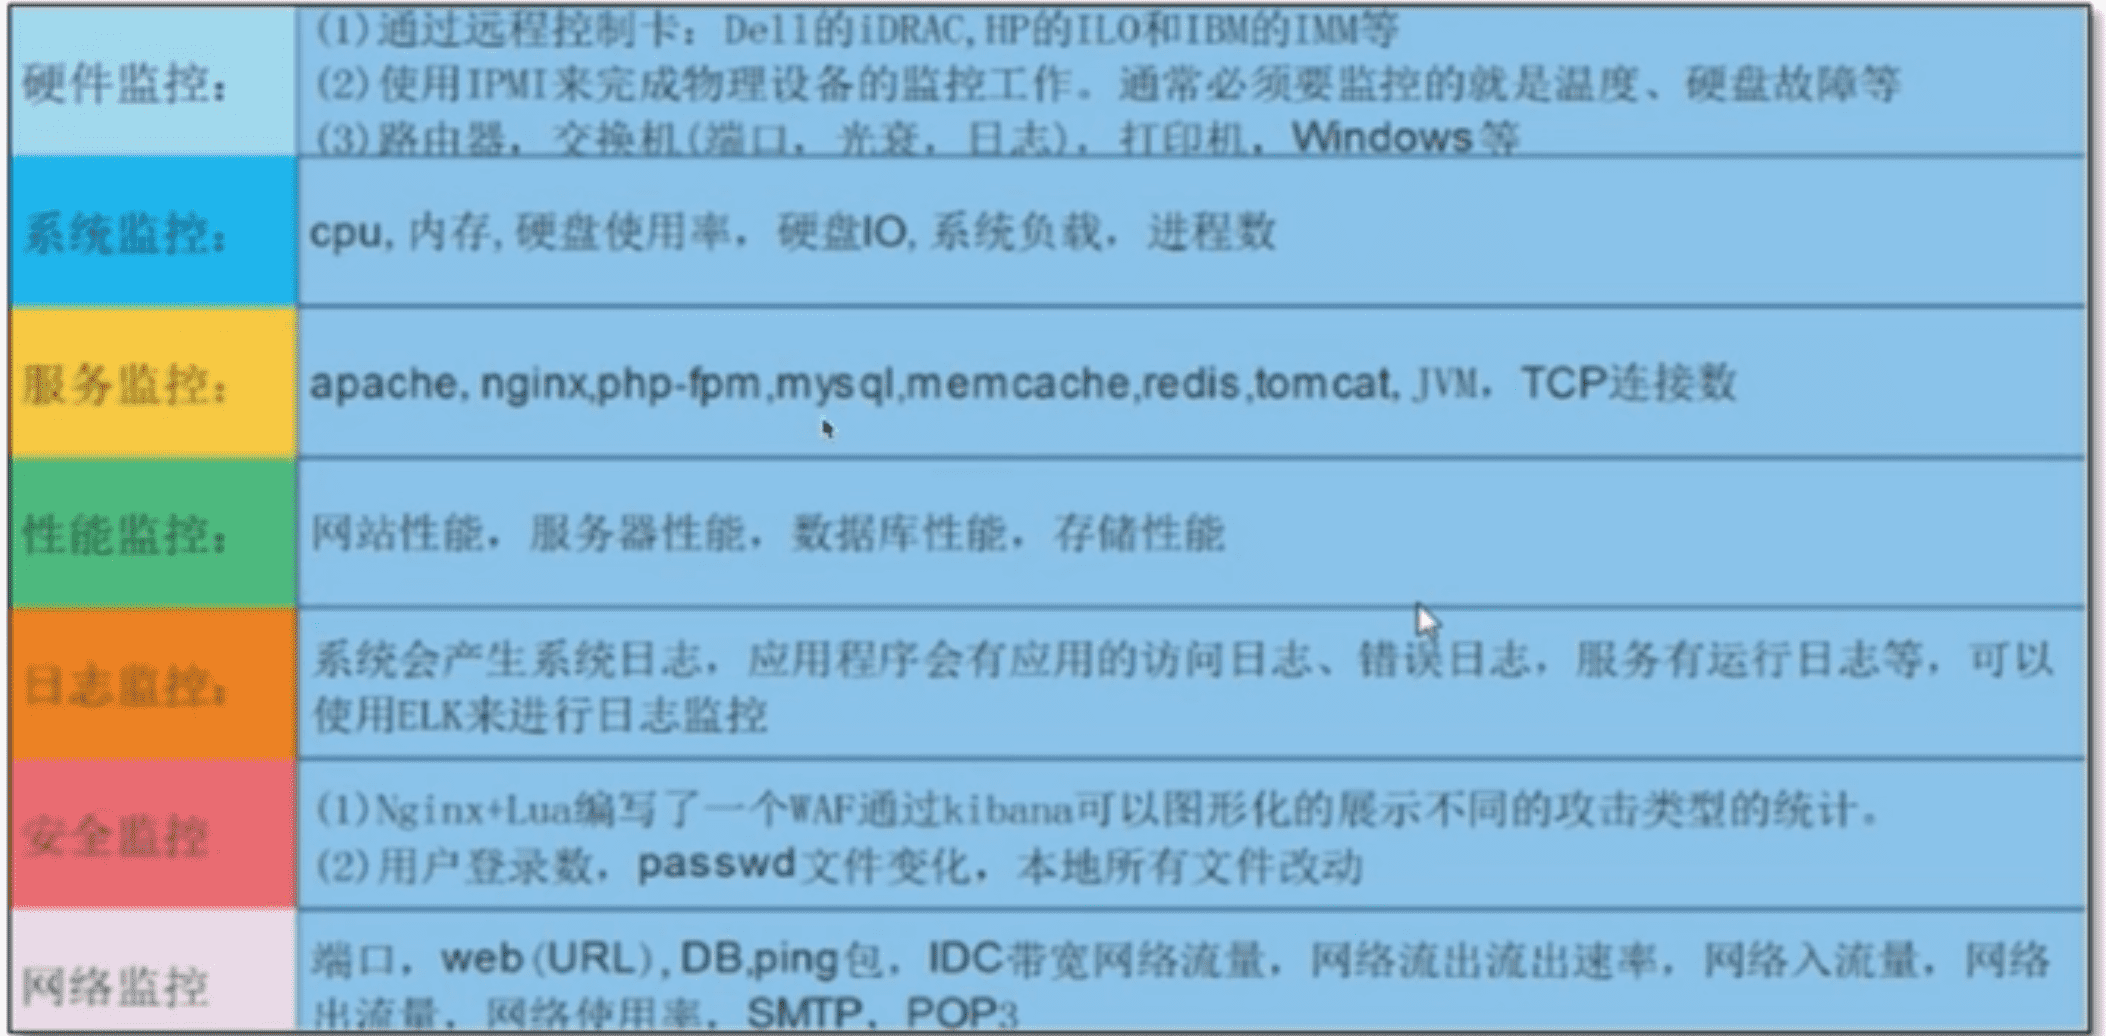 硬件监控：
(1)通过远程控制卡：Dell的iDRAC,HP的ILO和IBM的IMM等
(2)使用IPMI来完成物理设备的监控工作。通常必须要监控的就是温度、硬盘故障等
(3)路由器，交换机(端口，光衰，日志)，打印机，Windows等
系统监控：
cpu,内存,硬盘使用率，硬盘IO,系统负载，进程数
服务监控：
apache, nginx,php-fpm,mysql,memcache,redis,tomcat, JVM，TCP连接数
性能监控：
网站性能，服务器性能，数据库性能，存储性能
日志监控：
系统会产生系统日志，应用程序会有应用的访问日志、错误日志，服务有运行日志等，可以
使用ELK来进行日志监控
安全监控
(1)Nginx+Lua编写了一个WAF通过kibana可以图形化的展示不同的攻击类型的统计。
(2)用户登录数，passwd文件变化，本地所有文件改动
网络监控
端口，web(URL),DB,ping包，IDC带宽网络流量，网络流出流出速率，网络入流量，网络
出流量，网络使用率，SMTP，POP3